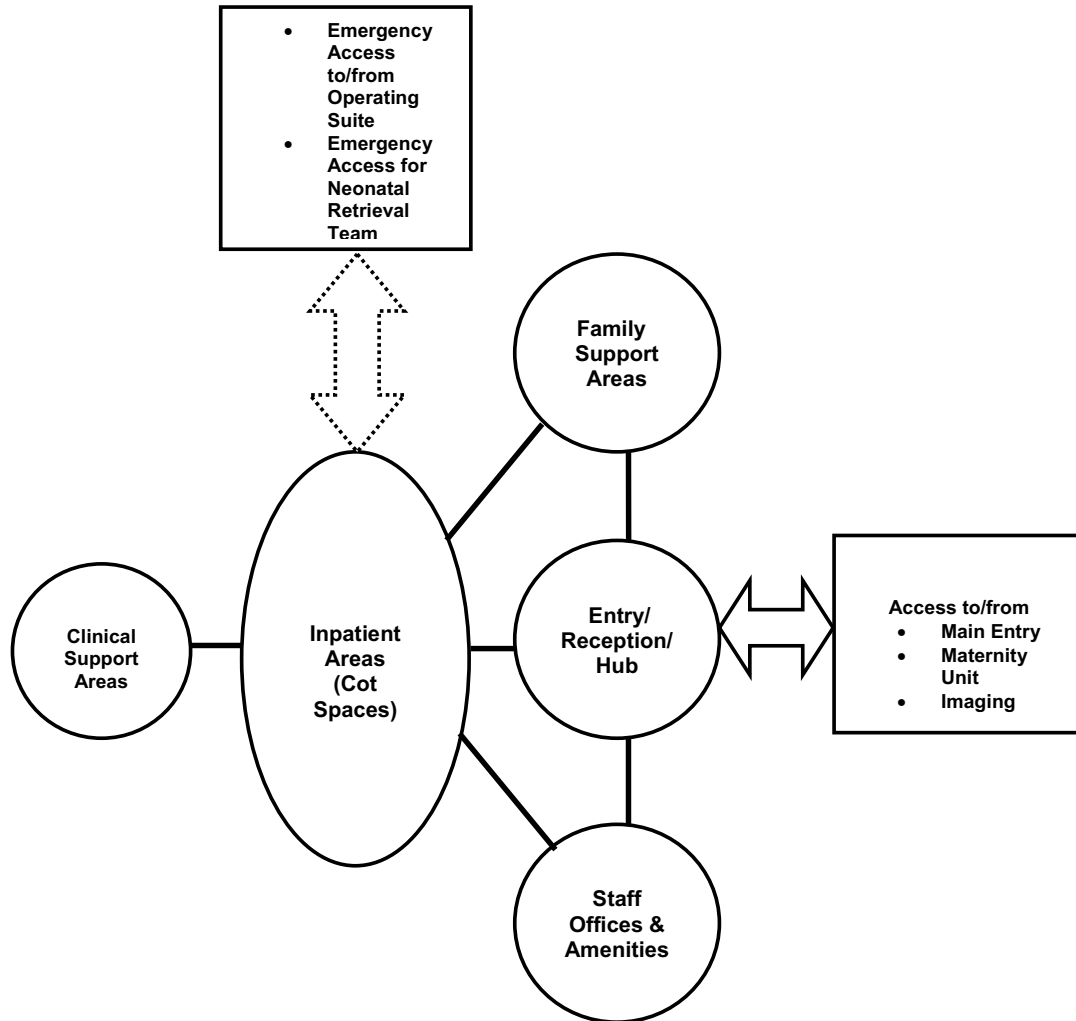 • Emergency
Access
to/from
Operating
Suite
• Emergency
Access for
Neonatal
Retrieval
Team
Family
Support
Areas
Clinical
Support
Areas
Inpatient
Areas
(Cot
Spaces)
Entry/
Reception/
Hub
Access to/from
• Main Entry
• Maternity
Unit
• Imaging
Staff
Offices &
Amenities